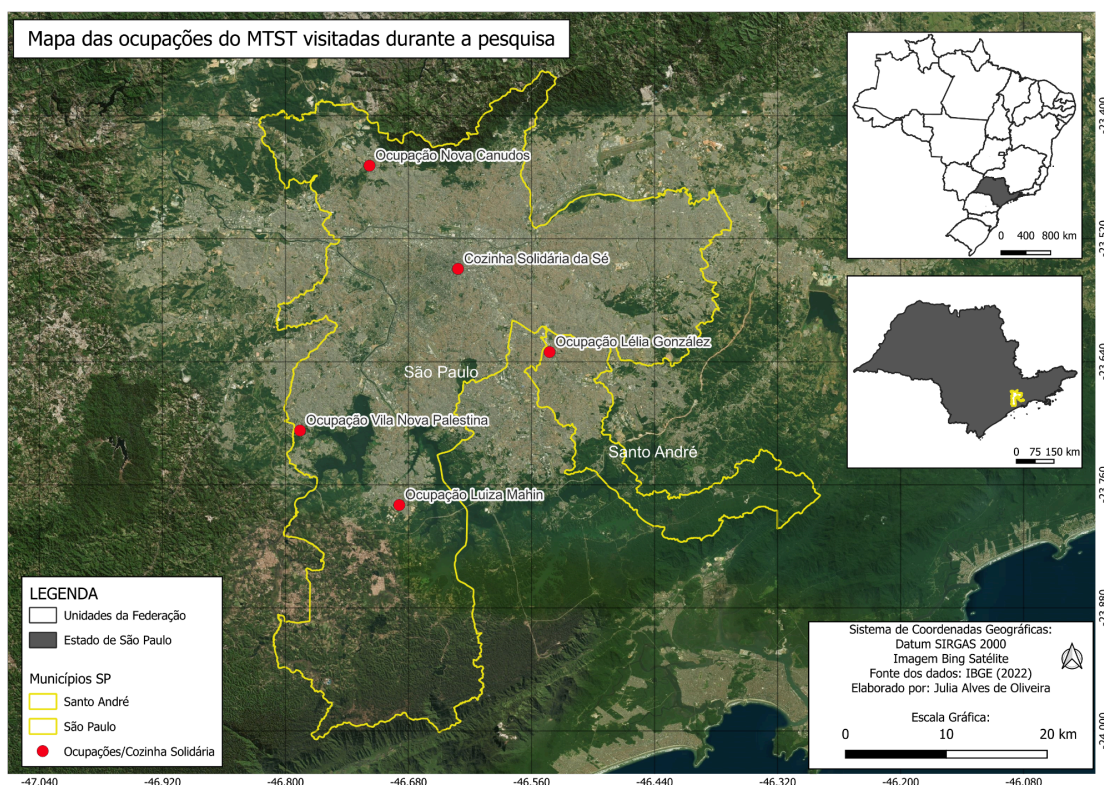 Mapa das ocupações do MTST visitadas durante a pesquisa
Ocupação Nova Canudos
Cozinha Solidária da Sé
Ocupação Lélia González
São Paulo
Ocupação Vila Nova Palestina
Santo André
Ocupação Luiza Mahin
0 400 800 km
0 75 150 km
-23.400
-23.520
-23.640
-23.760
-23.880
-24.000
LEGENDA
Unidades da Federação
Estado de São Paulo
Municípios SP
Santo André
São Paulo
Ocupações/Cozinha Solidária
Sistema de Coordenadas Geográficas:
Datum SIRGAS 2000
Imagem Bing Satélite
Fonte dos dados: IBGE (2022)
Elaborado por: Julia Alves de Oliveira
Escala Gráfica:
0 10 20 km
-47.040 -46.920 -46.800 -46.680 -46.560 -46.440 -46.320 -46.200 -46.080